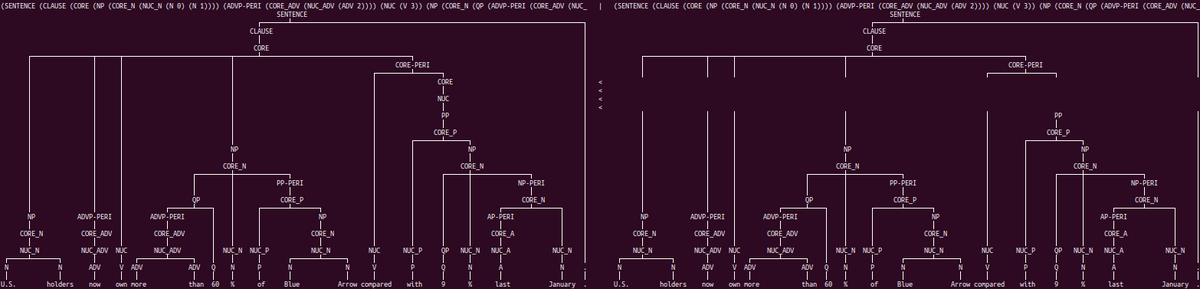 (SENTENCE (CLAUSE (CORE (NP (CORE_N (NUC_N (N 0) (N 1)))) (ADVP-PERI (CORE_ADV (NUC_ADV (ADV 2)))) (NUC (V 3)) (NP (CORE_N (QP (ADVP-PERI (CORE_ADV (NUC_ | (SENTENCE (CLAUSE (CORE (NP (CORE_N (NUC_N (N 0) (N 1)))) (ADVP-PERI (CORE_ADV (NUC_ADV (ADV 2)))) (NUC (V 3)) (NP (CORE_N (QP (ADVP-PERI (CORE_ADV (NUC_
SENTENCE SENTENCE
CLAUSE CLAUSE
CORE CORE
CORE-PERI CORE-PERI
CORE <
<
NUC <
<
PP PP
CORE_P CORE_P
NP NP NP NP
CORE_N CORE_N CORE_N CORE_N
PP-PERI NP-PERI PP-PERI NP-PERI
QP CORE_P CORE_N QP CORE_P CORE_N
NP ADVP-PERI ADVP-PERI NP AP-PERI NP ADVP-PERI ADVP-PERI NP AP-PERI
CORE_N CORE_ADV CORE_ADV CORE_N CORE_A CORE_N CORE_ADV CORE_ADV CORE_N CORE_A
NUC_N NUC_ADV NUC NUC_ADV NUC_N NUC_P NUC_N NUC NUC_P QP NUC_N NUC_A NUC_N NUC_N NUC_ADV NUC NUC_ADV NUC_N NUC_P NUC_N NUC NUC_P QP NUC_N NUC_A NUC_N
N N ADV V ADV ADV Q N P N N V P Q N A N N N ADV V ADV ADV Q N P N N V P Q N A N
U.S. holders now own more than 60 % of Blue Arrow compared with 9 % last January . U.S. holders now own more than 60 % of Blue Arrow compared with 9 % last January .